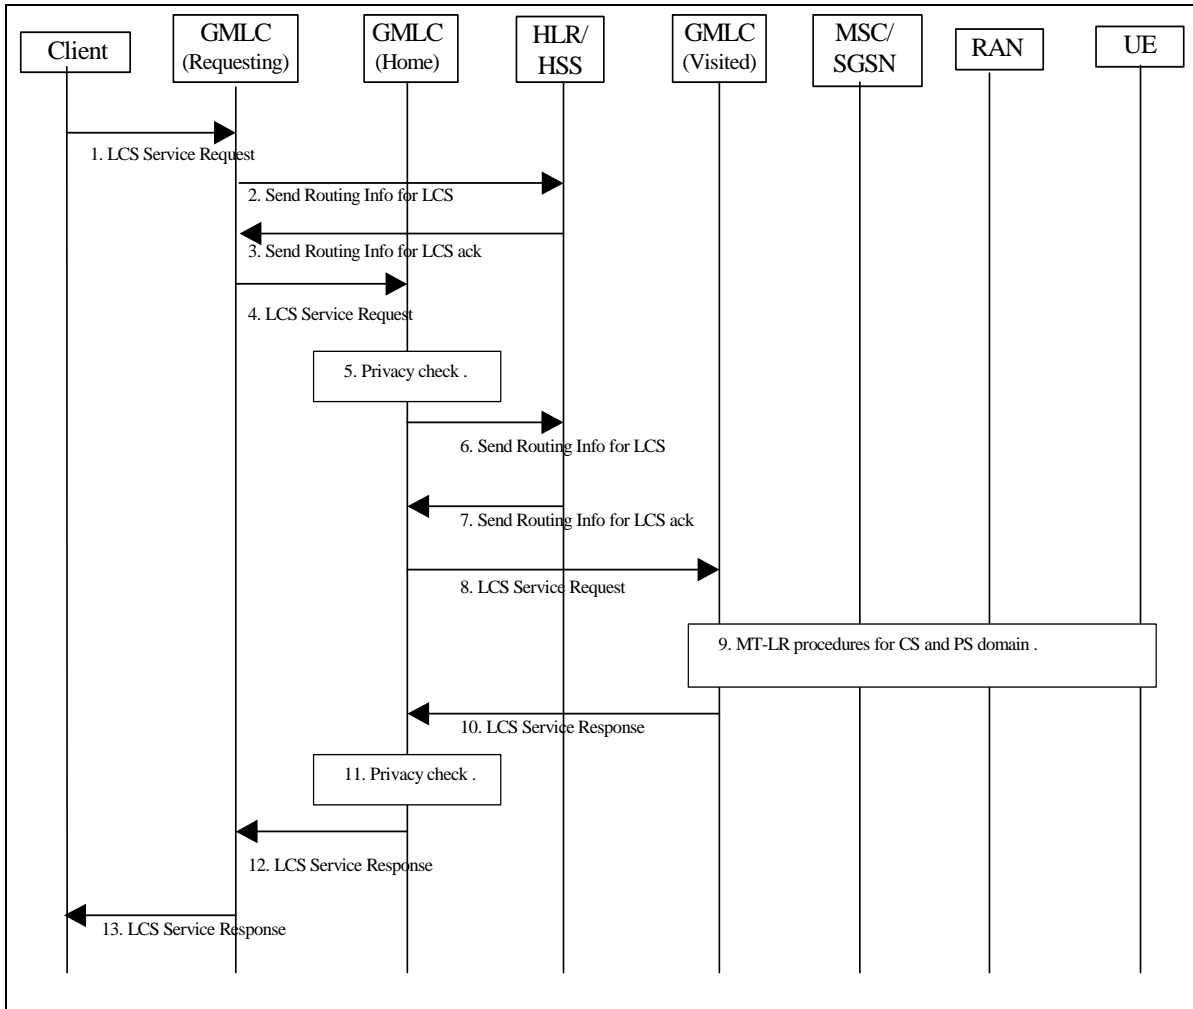 Client
GMLC
(Requesting)
GMLC
(Home)
HLR/
HSS
GMLC
(Visited)
MSC/
SGSN
RAN
UE
1. LCS Service Request
2. Send Routing Info for LCS
3. Send Routing Info for LCS ack
4. LCS Service Request
5. Privacy check .
6. Send Routing Info for LCS
7. Send Routing Info for LCS ack
8. LCS Service Request
9. MT-LR procedures for CS and PS domain .
10. LCS Service Response
11. Privacy check .
12. LCS Service Response
13. LCS Service Response